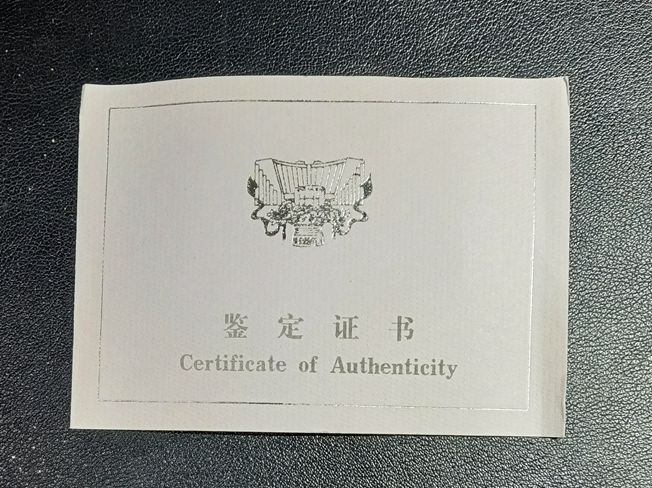 鉴定证书
Certificate of Authenticity